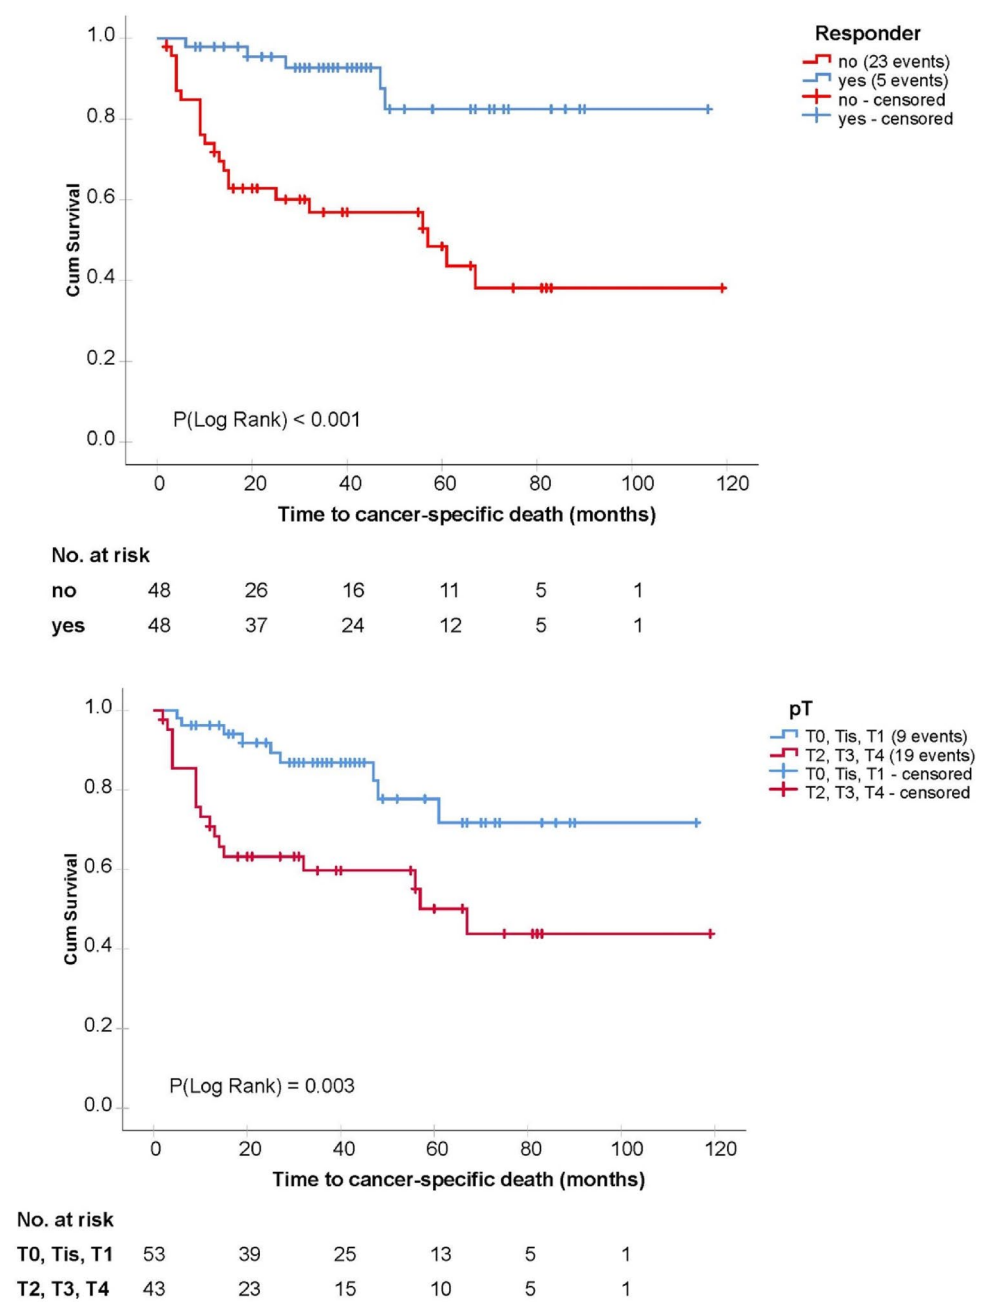 Responder
no (23 events)
yes (5 events)
no - censored
yes - censored
1.0
0.8
0.6
0.4
0.2
0.0
Cum Survival
P(Log Rank) < 0.001
0 20 40 60 80 100 120
Time to cancer-specific death (months)
No. at risk
no 48 26 16 11 5 1
yes 48 37 24 12 5 1
pT
T0, Tis, T1 (9 events)
T2, T3, T4 (19 events)
T0, Tis, T1 - censored
T2, T3, T4 - censored
1.0
0.8
0.6
0.4
0.2
0.0
Cum Survival
P(Log Rank) = 0.003
0 20 40 60 80 100 120
Time to cancer-specific death (months)
No. at risk
T0, Tis, T1 53 39 25 13 5 1
T2, T3, T4 43 23 15 10 5 1